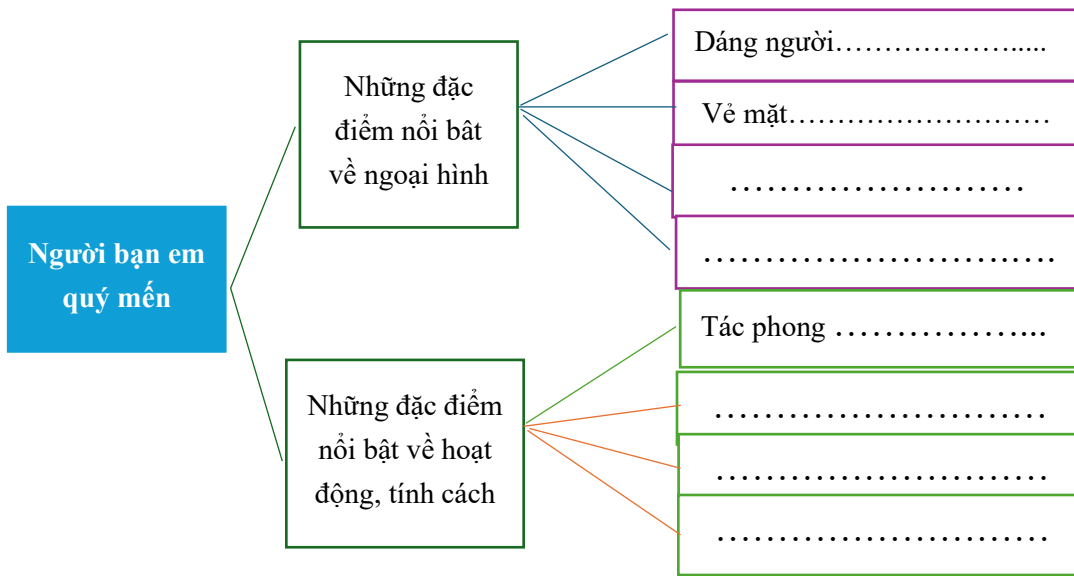 Người bạn em
quý mến
Những đặc
điểm nổi bât
về ngoại hình
Dáng người……………….....
Vẻ mặt………………………
……………………
……………………….….
Những đặc điểm
nổi bật về hoạt
động, tính cách
Tác phong ……………...
………………………
………………………
………………………